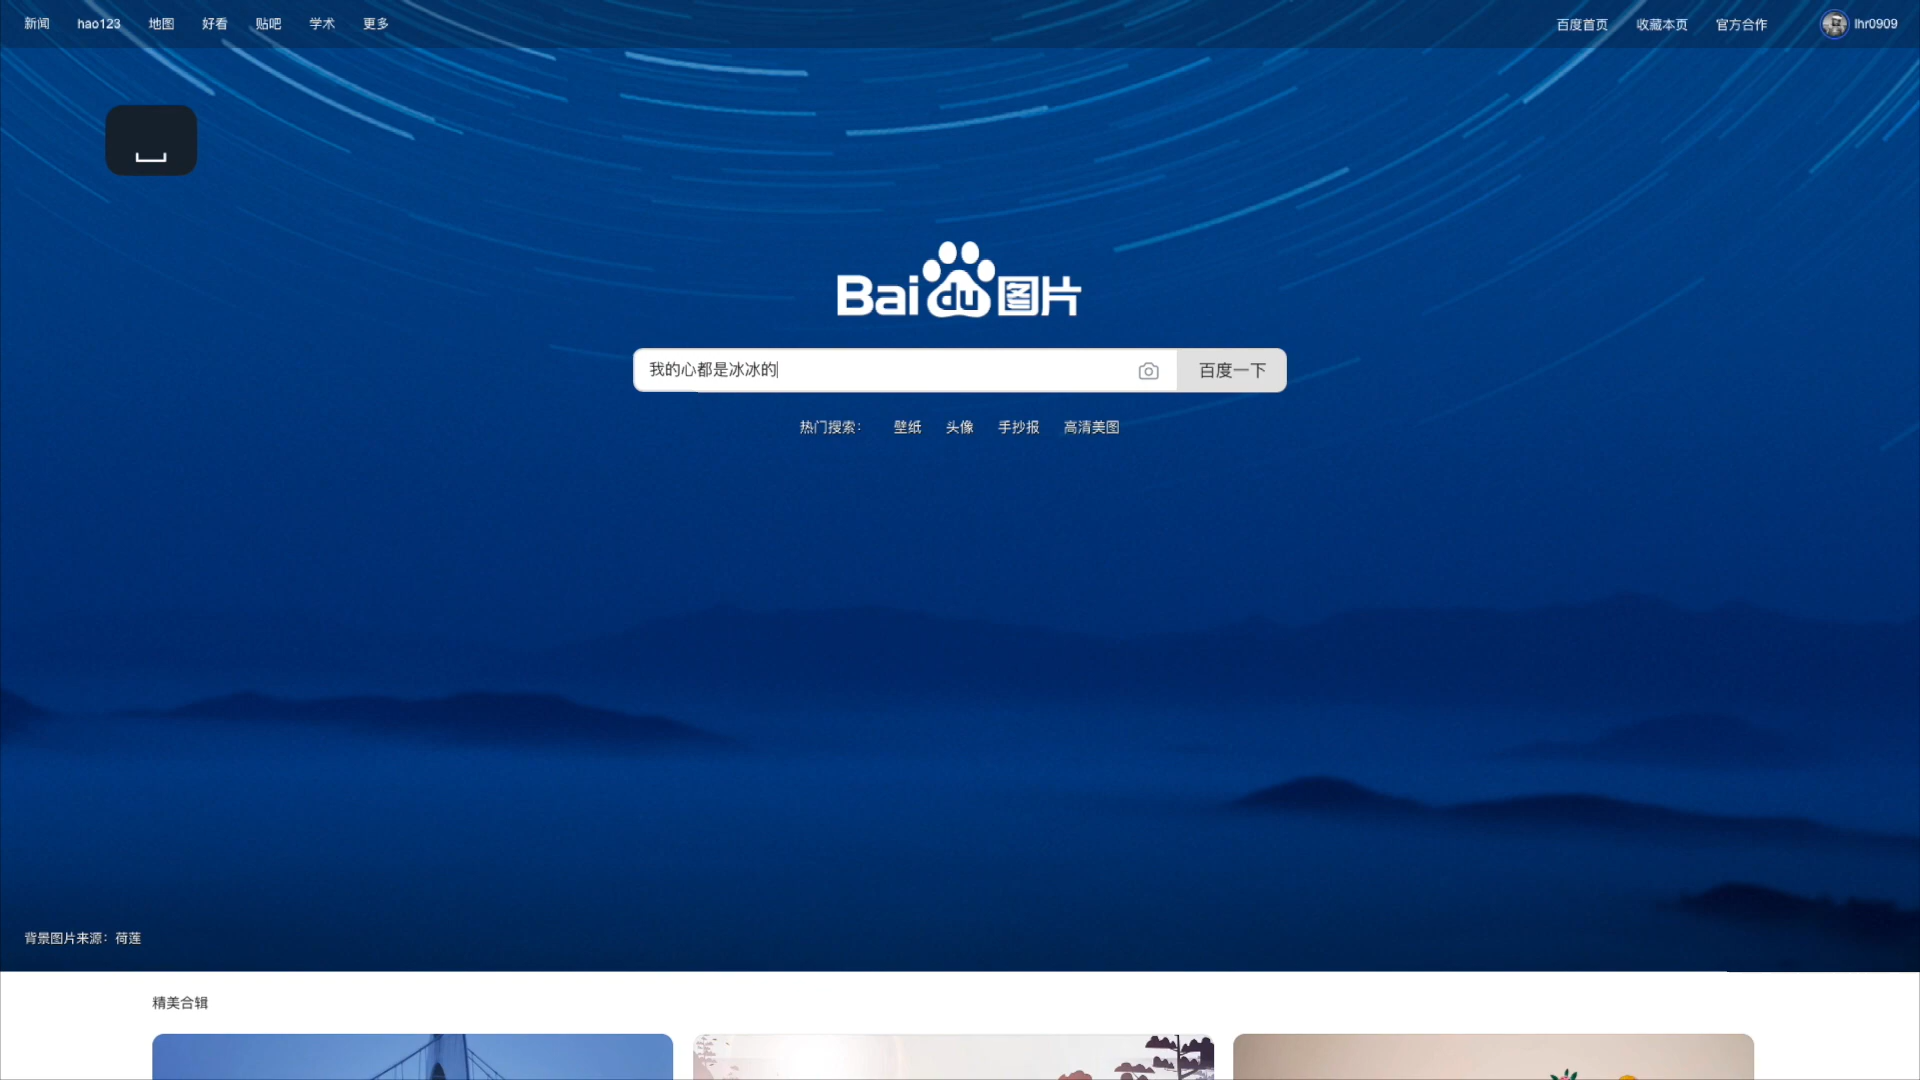 新闻 hao123 地图 好看 贴吧 学术 更多 百度首页 收藏本页 官方合作 lhr0909
Baidu图片
我的心都是冰冰的 百度一下
热门搜索： 壁纸 头像 手抄报 高清美图
背景图片来源：荷莲
精美合辑